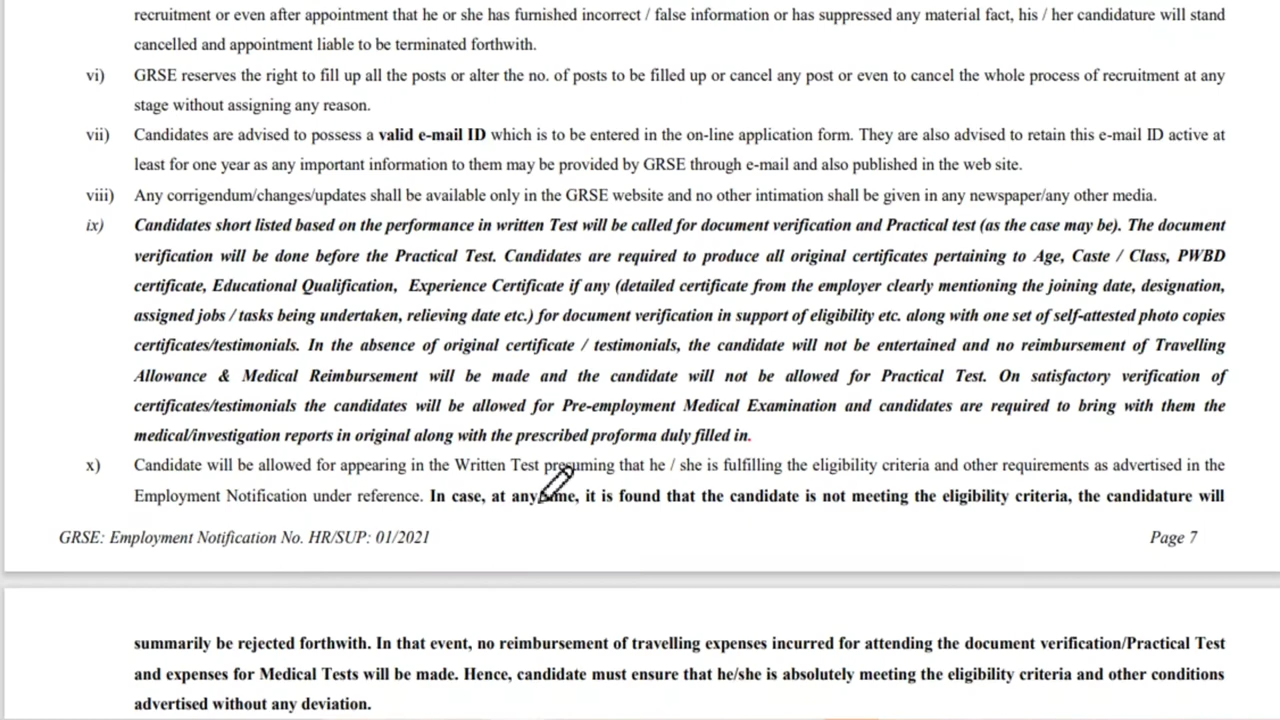 recruitment or even after appointment that he or she has furnished incorrect / false information or has suppressed any material fact, his / her candidature will stand
cancelled and appointment liable to be terminated forthwith.
vi) GRSE reserves the right to fill up all the posts or alter the no. of posts to be filled up or cancel any post or even to cancel the whole process of recruitment at any
stage without assigning any reason.
vii) Candidates are advised to possess a valid e-mail ID which is to be entered in the on-line application form. They are also advised to retain this e-mail ID active at
least for one year as any important information to them may be provided by GRSE through e-mail and also published in the web site.
viii) Any corrigendum/changes/updates shall be available only in the GRSE website and no other intimation shall be given in any newspaper/any other media.
ix) Candidates short listed based on the performance in written Test will be called for document verification and Practical test (as the case may be). The document
verification will be done before the Practical Test. Candidates are required to produce all original certificates pertaining to Age, Caste / Class, PWBD
certificate, Educational Qualification, Experience Certificate if any (detailed certificate from the employer clearly mentioning the joining date, designation,
assigned jobs / tasks being undertaken, relieving date etc.) for document verification in support of eligibility etc. along with one set of self-attested photo copies
certificates/testimonials. In the absence of original certificate / testimonials, the candidate will not be entertained and no reimbursement of Travelling
Allowance & Medical Reimbursement will be made and the candidate will not be allowed for Practical Test. On satisfactory verification of
certificates/testimonials the candidates will be allowed for Pre-employment Medical Examination and candidates are required to bring with them the
medical/investigation reports in original along with the prescribed proforma duly filled in.
x) Candidate will be allowed for appearing in the Written Test presuming that he / she is fulfilling the eligibility criteria and other requirements as advertised in the
Employment Notification under reference. In case, at any time, it is found that the candidate is not meeting the eligibility criteria, the candidature will
GRSE: Employment Notification No. HR/SUP: 01/2021 Page 7
summarily be rejected forthwith. In that event, no reimbursement of travelling expenses incurred for attending the document verification/Practical Test
and expenses for Medical Tests will be made. Hence, candidate must ensure that he/she is absolutely meeting the eligibility criteria and other conditions
advertised without any deviation.